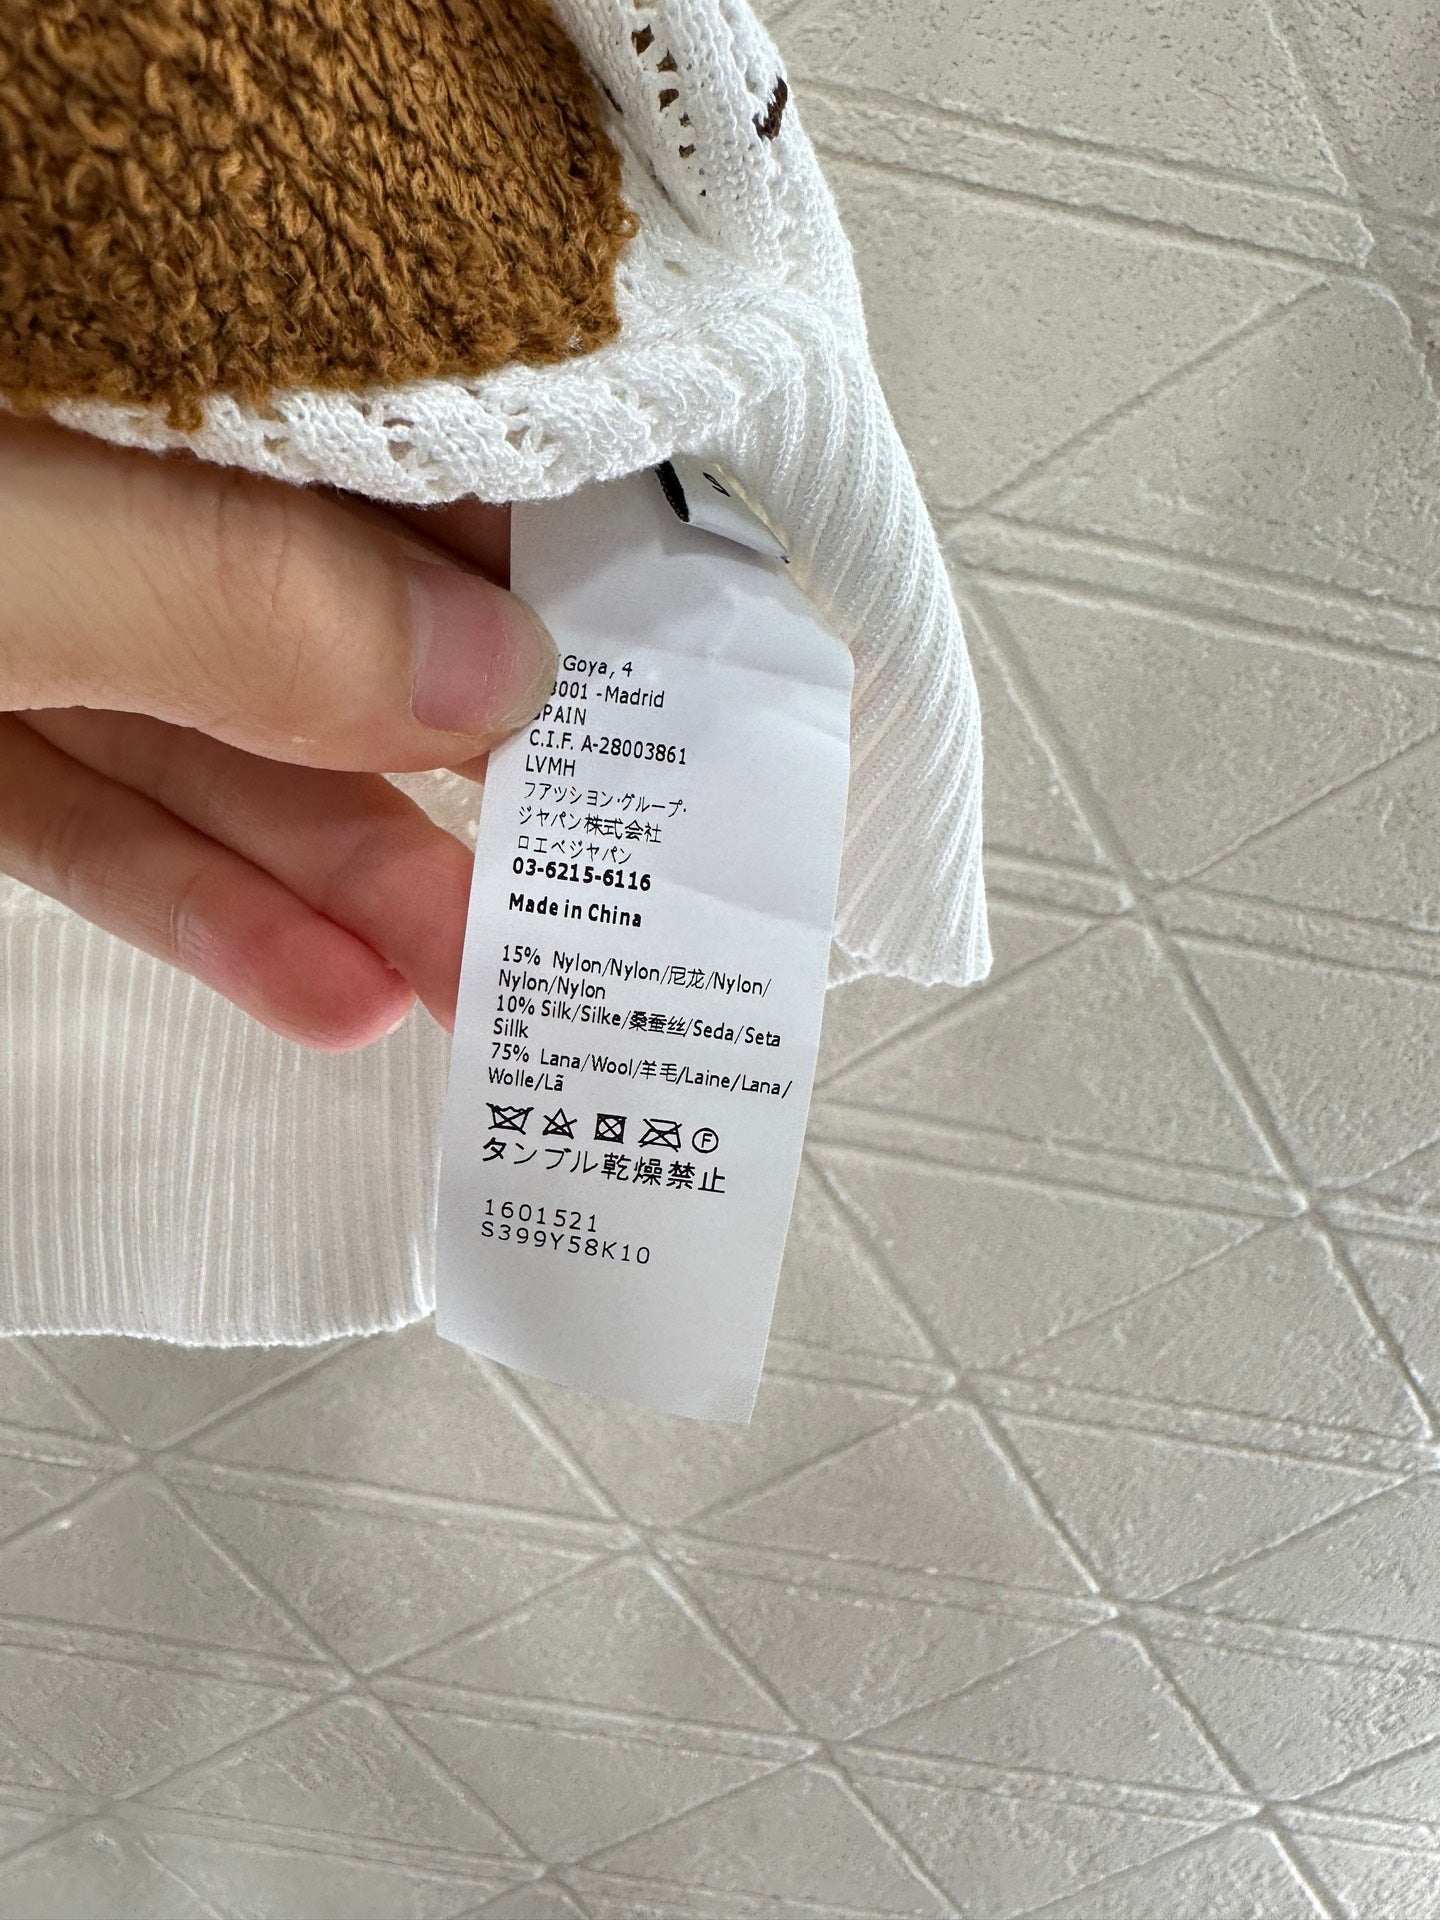 Goya, 4
-Madrid
SPAIN
C.I.F. A-28003861
LVMH
フアッション・グループ・
ジャパン株式会社
ロエベジャパン
03-6215-6116
Made in China
15% Nylon/Nylon/尼龙/Nylon/
Nylon/Nylon
10% Silk/Silke/桑蚕丝/Seda/Seta
Sillk
75% Lana/Wool/羊毛/Laine/Lana/
Wolle/Lã
F
タンブル乾燥禁止
1601521
S399Y58K10